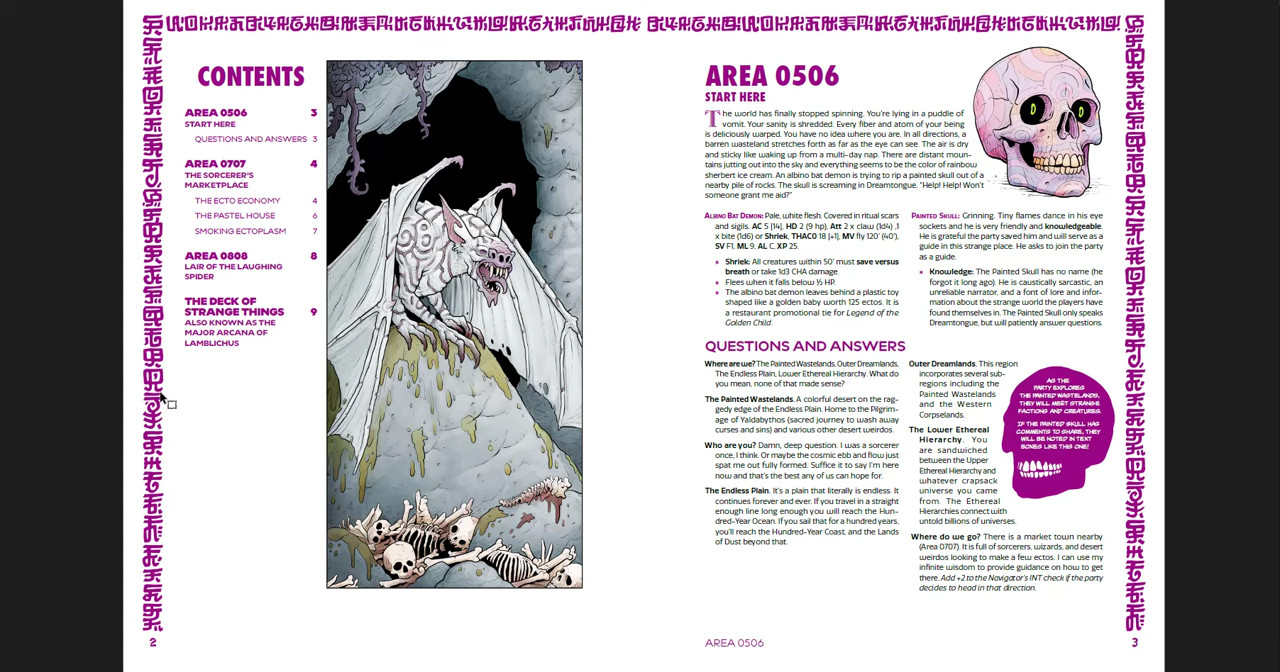 CONTENTS
AREA 0506 3
START HERE
QUESTIONS AND ANSWERS 3
AREA 0707 4
THE SORCERER'S
MARKETPLACE
THE ECTO ECONOMY 4
THE PASTEL HOUSE 6
SMOKING ECTOPLASM 7
AREA 0808 8
LAIR OF THE LAUGHING
SPIDER
THE DECK OF
STRANGE THINGS 9
ALSO KNOWN AS THE
MAJOR ARCANA OF
LAMBLICHUS
2
AREA 0506
START HERE
The world has finally stopped spinning. You're lying in a puddle of
vomit. Your sanity is shredded. Every fiber and atom of your being
is deliciously warped. You have no idea where you are. In all directions, a
barren wasteland stretches forth as far as the eye can see. The air is dry
and sticky like waking up from a multi-day nap. There are distant moun-
tains jutting out into the sky and everything seems to be the color of rainbow
sherbert ice cream. An albino bat demon is trying to rip a painted skull out of a
nearby pile of rocks. The skull is screaming in Dreamtongue. "Help! Help! Won't
someone grant me aid?"
Albino Bat Demon: Pale, white flesh. Covered in ritual scars
and sigils. AC 5 [14], HD 2 (9 hp), Att 2 x claw (1d4) ,1
x bite (1d6) or Shriek, THAC0 18 [+1], MV fly 120' (40'),
SV F1, ML 9, AL C, XP 25.
• Shriek: All creatures within 50' must save versus
breath or take 1d3 CHA damage.
• Flees when it falls below ½ HP.
• The albino bat demon leaves behind a plastic toy
shaped like a golden baby worth 125 ectos. It is
a restaurant promotional tie for Legend of the
Golden Child.
Painted Skull: Grinning. Tiny flames dance in his eye
sockets and he is very friendly and knowledgeable.
He is grateful the party saved him and will serve as a
guide in this strange place. He asks to join the party
as a guide.
• Knowledge: The Painted Skull has no name (he
forgot it long ago). He is caustically sarcastic, an
unreliable narrator, and a font of lore and infor-
mation about the strange world the players have
found themselves in. The Painted Skull only speaks
Dreamtongue, but will patiently answer questions.
QUESTIONS AND ANSWERS
Where are we? The Painted Wastelands, Outer Dreamlands,
The Endless Plain, Lower Ethereal Hierarchy. What do
you mean, none of that made sense?
The Painted Wastelands. A colorful desert on the rag-
gedy edge of the Endless Plain. Home to the Pilgrim-
age of Yaldabythos (sacred journey to wash away
curses and sins) and various other desert weirdos.
Who are you? Damn, deep question. I was a sorcerer
once, I think. Or maybe the cosmic ebb and flow just
spat me out fully formed. Suffice it to say I'm here
now and that's the best any of us can hope for.
The Endless Plain. It's a plain that literally is endless. It
continues forever and ever. If you travel in a straight
enough line long enough you will reach the Hun-
dred-Year Ocean. If you sail that for a hundred years,
you'll reach the Hundred-Year Coast, and the Lands
of Dust beyond that.
Outer Dreamlands. This region
incorporates several sub-
regions including the
Painted Wastelands
and the Western
Corpselands.
The Lower Ethereal
Hierarchy. You
are sandwiched
between the Upper
Ethereal Hierarchy and
whatever crapsack
universe you came
from. The Ethereal
Hierarchies connect with
untold billions of universes.
Where do we go? There is a market town nearby
(Area 0707). It is full of sorcerers, wizards, and desert
weirdos looking to make a few ectos. I can use my
infinite wisdom to provide guidance on how to get
there. Add +2 to the Navigator's INT check if the party
decides to head in that direction.
AS THE
PARTY EXPLORES
THE PAINTED WASTELANDS,
THEY WILL MEET STRANGE
FACTIONS AND CREATURES.
IF THE PAINTED SKULL HAS
COMMENTS TO SHARE, THEY
WILL BE NOTED IN TEXT
BOXES LIKE THIS ONE!
AREA 0506
3